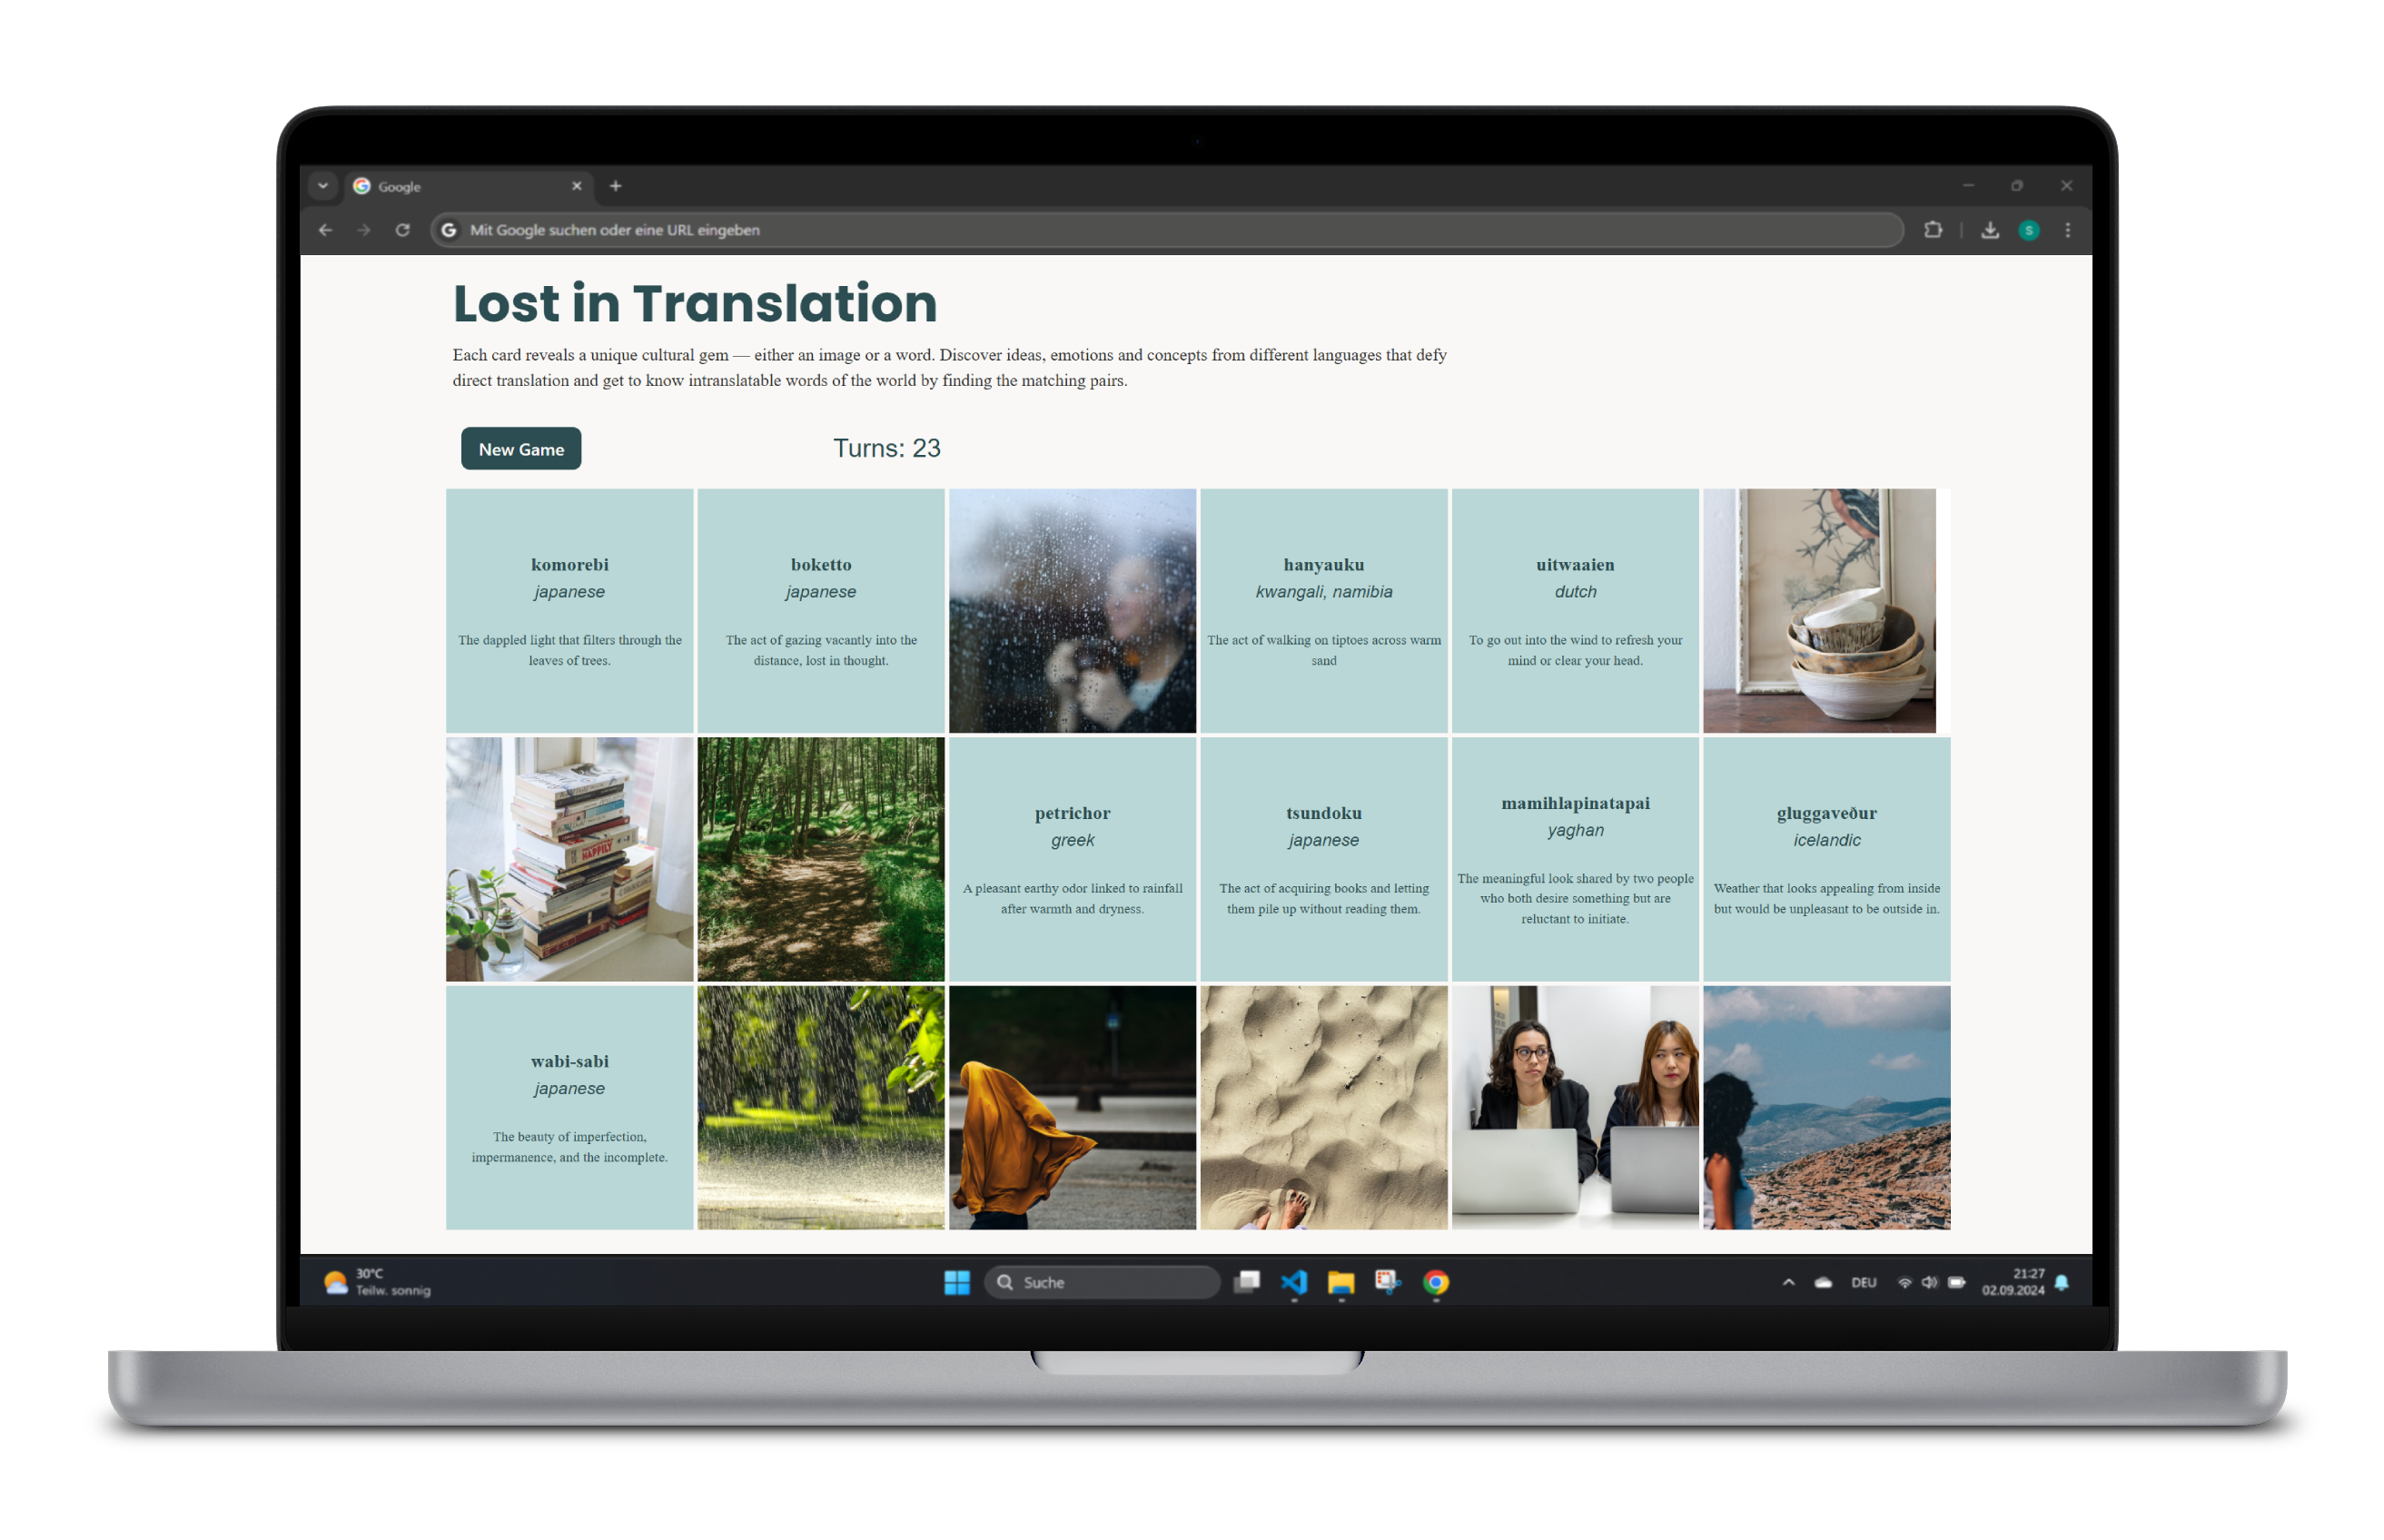 Google
Mit Google suchen oder eine URL eingeben
S
Lost in Translation
Each card reveals a unique cultural gem — either an image or a word. Discover ideas, emotions and concepts from different languages that defy
direct translation and get to know intranslatable words of the world by finding the matching pairs.
New Game
Turns: 23
komorebi
japanese
The dappled light that filters through the
leaves of trees.
boketto
japanese
The act of gazing vacantly into the
distance, lost in thought.
hanyauku
kwangali, namibia
The act of walking on tiptoes across warm
sand
uitwaaien
dutch
To go out into the wind to refresh your
mind or clear your head.
HAPPILY
petrichor
greek
A pleasant earthy odor linked to rainfall
after warmth and dryness.
tsundoku
japanese
The act of acquiring books and letting
them pile up without reading them.
mamihlapinatapai
yaghan
The meaningful look shared by two people
who both desire something but are
reluctant to initiate.
gluggaveður
icelandic
Weather that looks appealing from inside
but would be unpleasant to be outside in.
wabi-sabi
japanese
The beauty of imperfection,
impermanence, and the incomplete.
30°C
Teilw. sonnig
Suche
DEU
21:27
02.09.2024